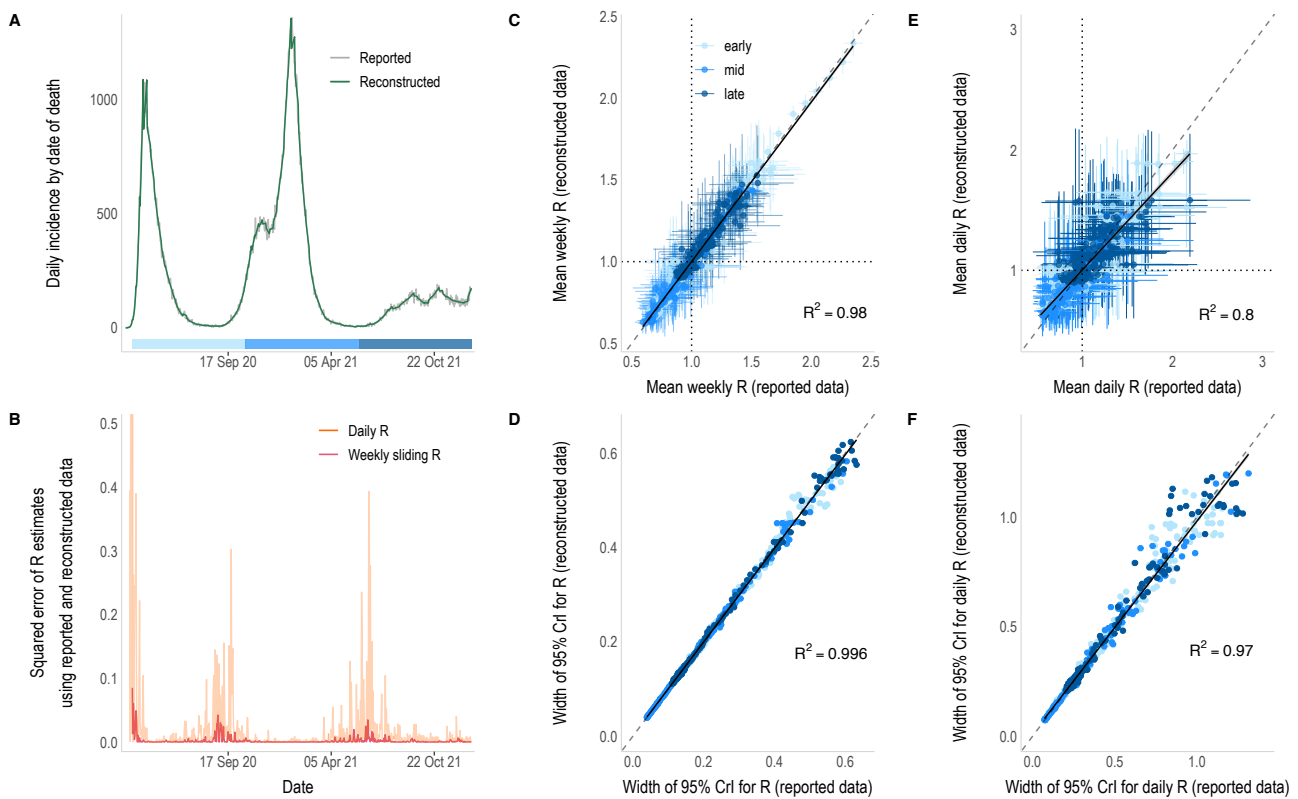 A
Daily incidence by date of death
1000
500
0
Reported
Reconstructed
17 Sep 20
05 Apr 21
22 Oct 21
B
Squared error of R estimates
using reported and reconstructed data
0.5
0.4
0.3
0.2
0.1
0.0
Daily R
Weekly sliding R
17 Sep 20
05 Apr 21
22 Oct 21
Date
C
Mean weekly R (reconstructed data)
2.5
2.0
1.5
1.0
0.5
early
mid
late
R² = 0.98
0.5
1.0
1.5
2.0
2.5
Mean weekly R (reported data)
D
Width of 95% CrI for R (reconstructed data)
0.6
0.4
0.2
0.0
R² = 0.996
0.0
0.2
0.4
0.6
Width of 95% CrI for R (reported data)
E
Mean daily R (reconstructed data)
3
2
1
R² = 0.8
1
2
3
Mean daily R (reported data)
F
Width of 95% CrI for daily R (reconstructed data)
1.0
0.5
0.0
R² = 0.97
0.0
0.5
1.0
Width of 95% CrI for daily R (reported data)